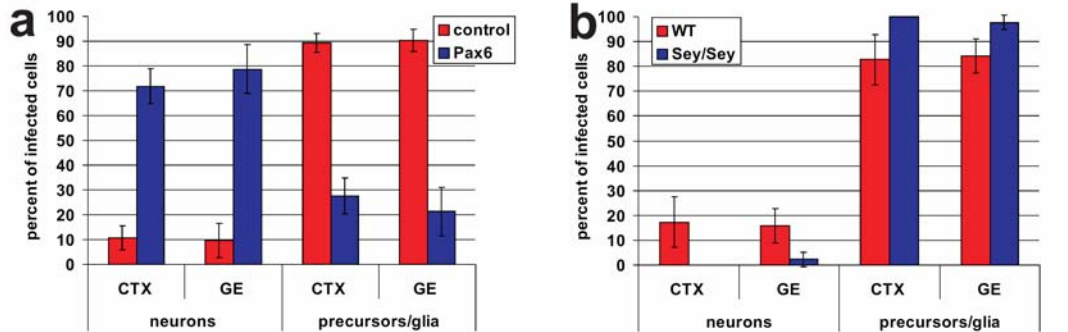 a
control
Pax6
percent of infected cells
100
90
80
70
60
50
40
30
20
10
0
CTX
GE
CTX
GE
neurons
precursors/glia
b
WT
Sey/Sey
percent of infected cells
100
90
80
70
60
50
40
30
20
10
0
CTX
GE
CTX
GE
neurons
precursors/glia